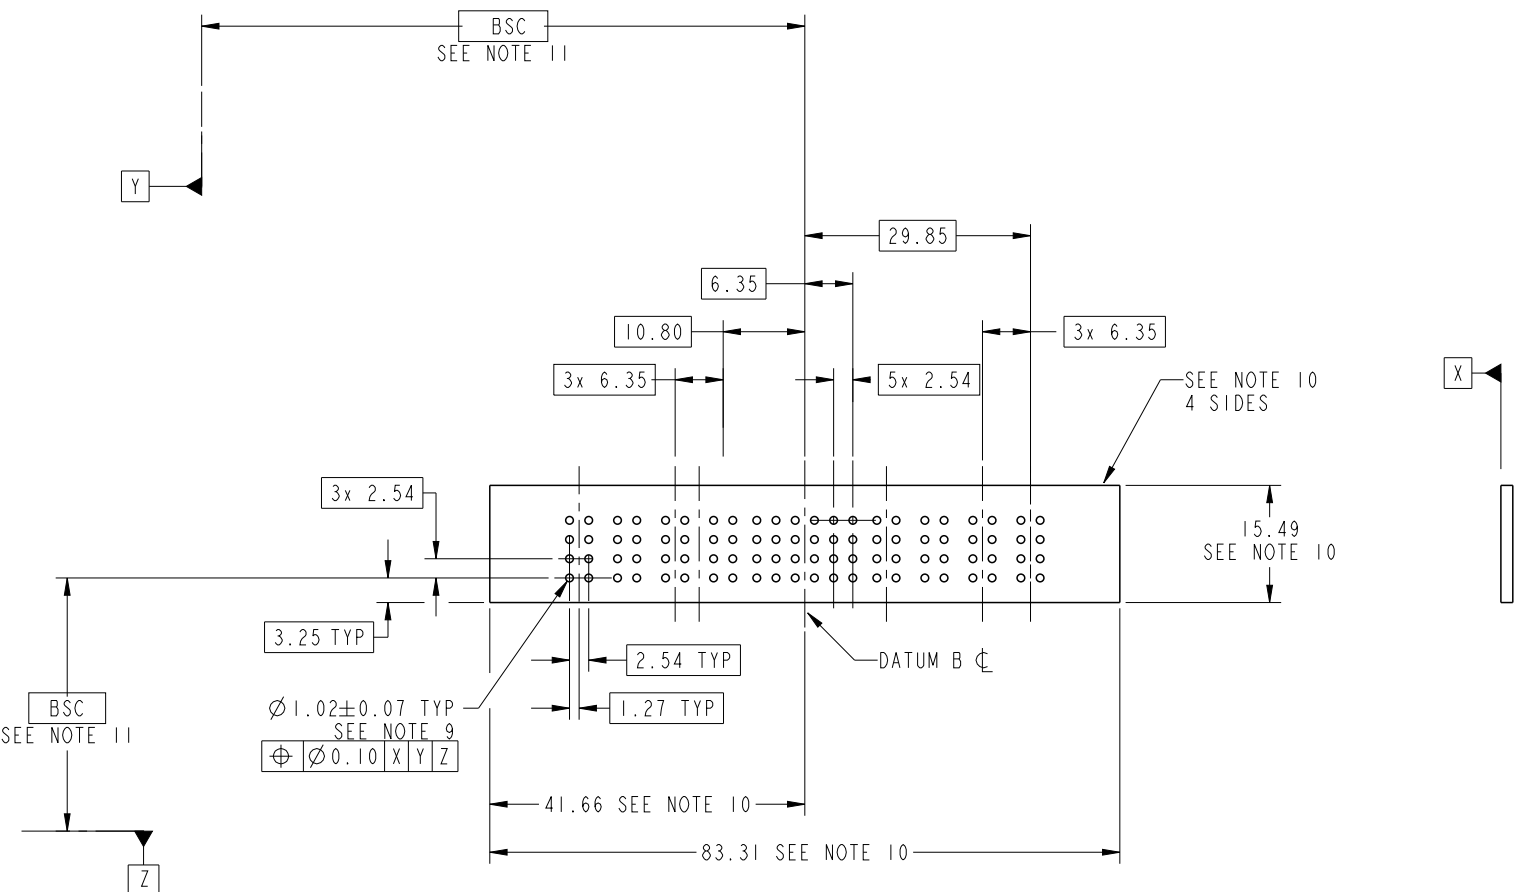 BSC
SEE NOTE 11
Y
29.85
6.35
10.80
3x 6.35
3x 6.35
5x 2.54
SEE NOTE 10
4 SIDES
X
3x 2.54
15.49
SEE NOTE 10
3.25 TYP
2.54 TYP
DATUM B ℄
BSC
SEE NOTE 11
Ø1.02±0.07 TYP
SEE NOTE 9
⌖ Ø0.10 X Y Z
1.27 TYP
41.66 SEE NOTE 10
83.31 SEE NOTE 10
Z